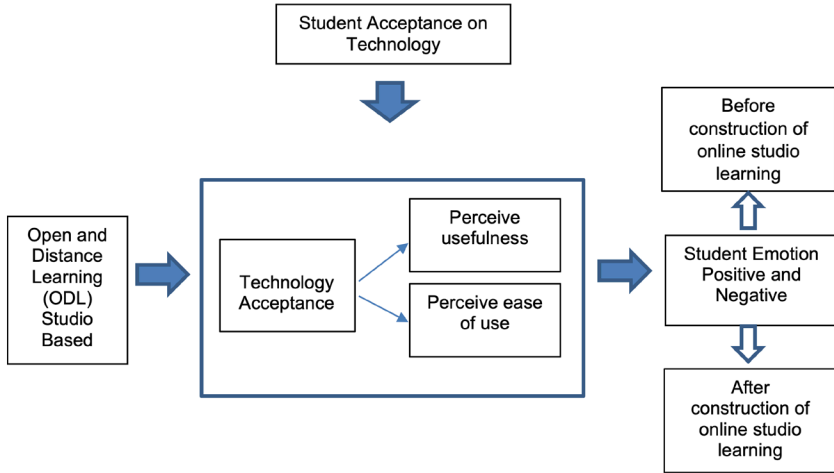 Student Acceptance on
Technology
Before
construction of
online studio
learning
Open and
Distance
Learning
(ODL)
Studio
Based
Technology
Acceptance
Perceive
usefulness
Perceive ease
of use
Student Emotion
Positive and
Negative
After
construction of
online studio
learning